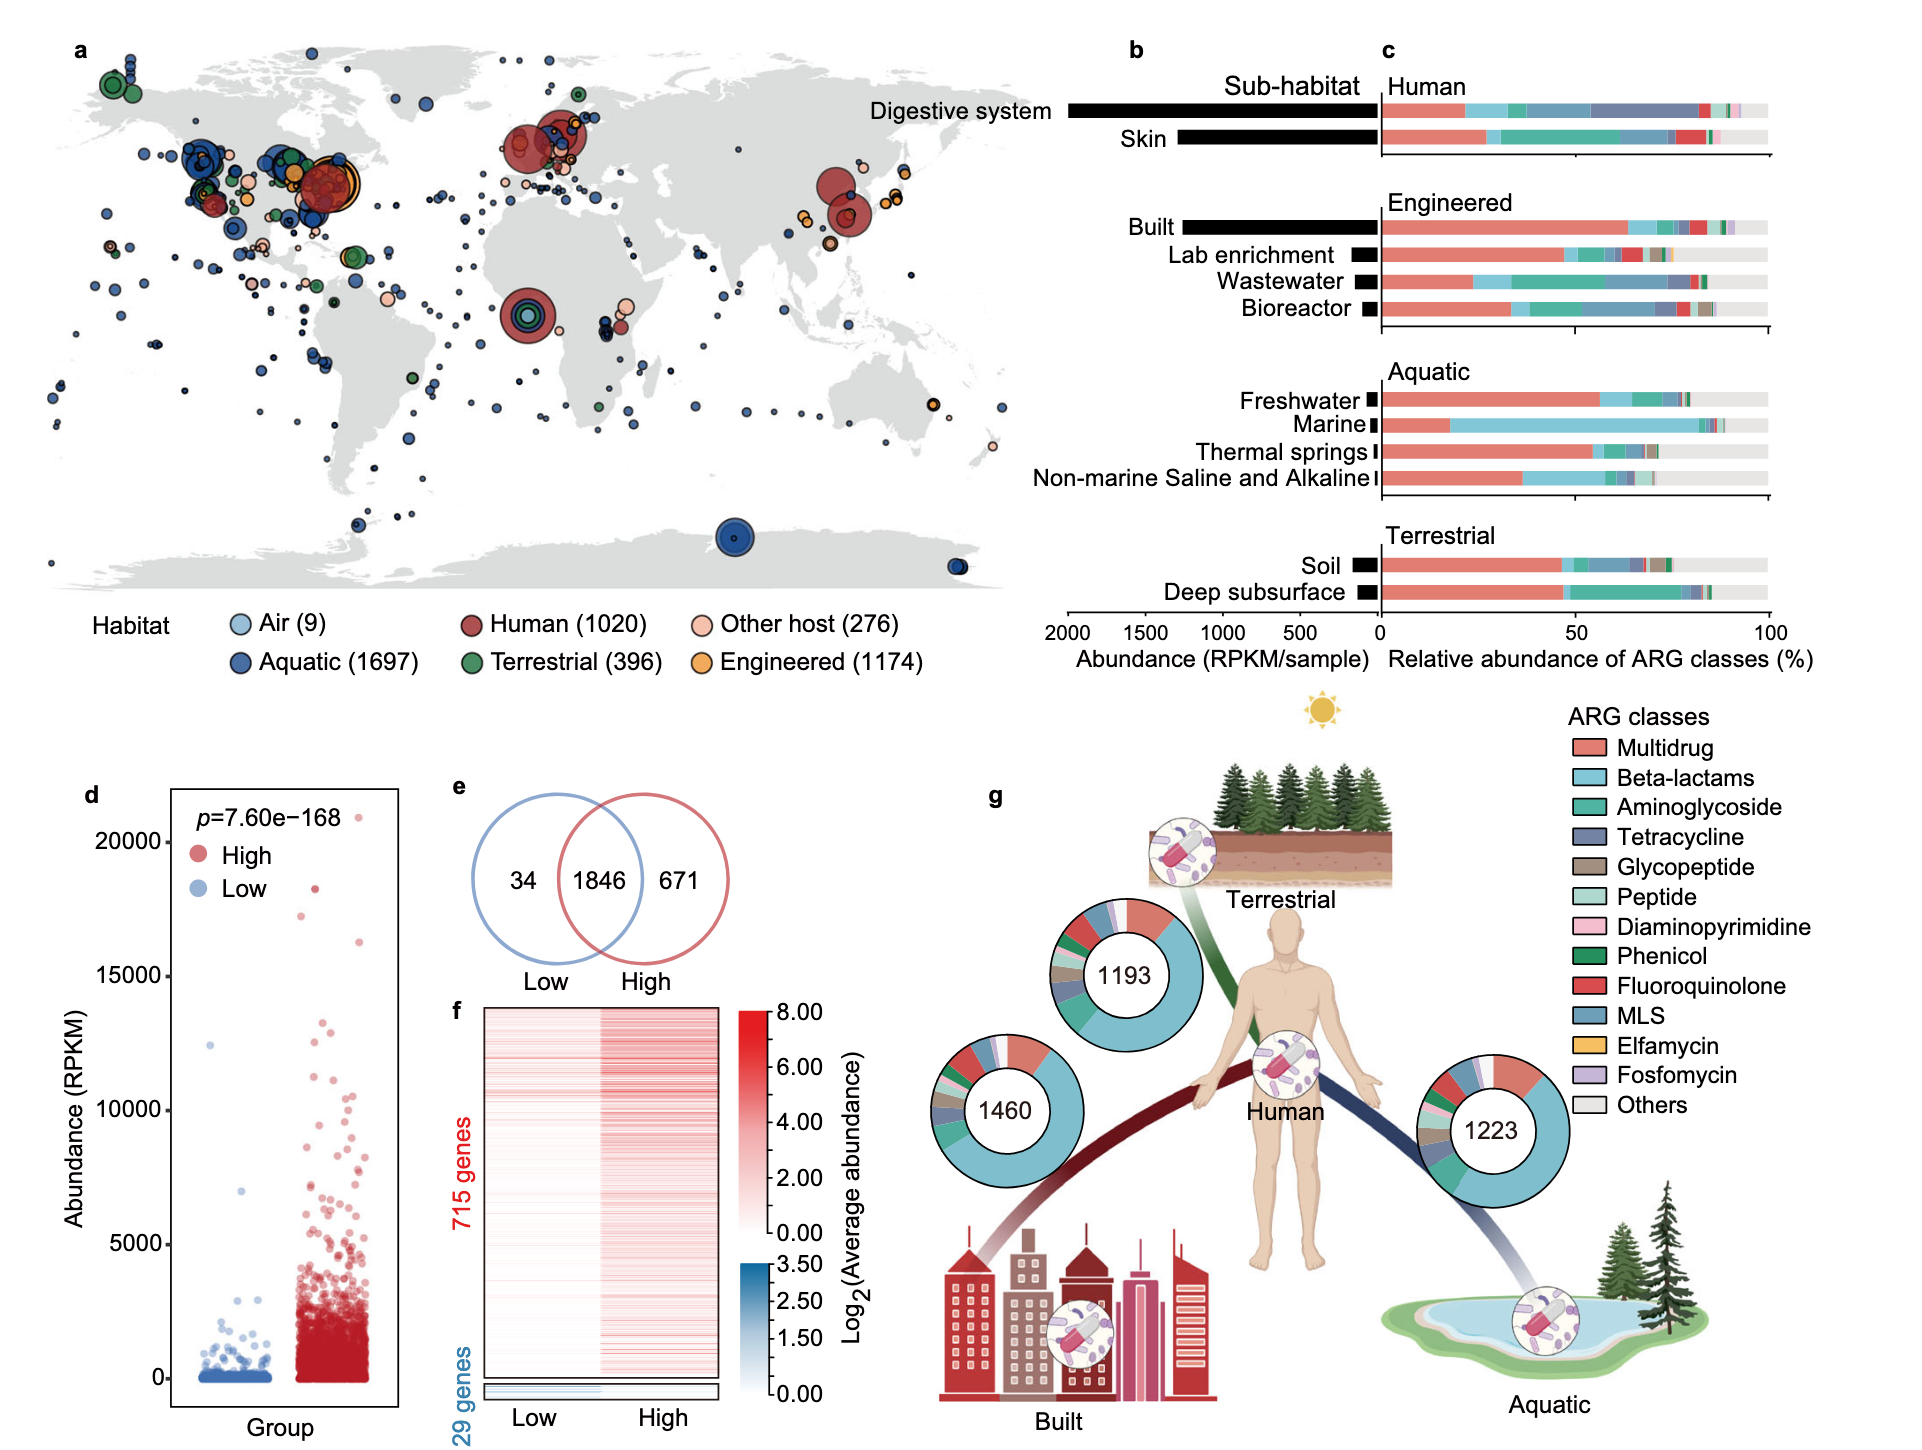 a
Habitat
Air (9)
Human (1020)
Other host (276)
Aquatic (1697)
Terrestrial (396)
Engineered (1174)
b
Sub-habitat
Digestive system
Skin
Built
Lab enrichment
Wastewater
Bioreactor
Freshwater
Marine
Thermal springs
Non-marine Saline and Alkaline
Soil
Deep subsurface
2000 1500 1000 500
Abundance (RPKM/sample)
c
Human
Engineered
Aquatic
Terrestrial
0 50 100
Relative abundance of ARG classes (%)
ARG classes
Multidrug
Beta-lactams
Aminoglycoside
Tetracycline
Glycopeptide
Peptide
Diaminopyrimidine
Phenicol
Fluoroquinolone
MLS
Elfamycin
Fosfomycin
Others
d
p=7.60e−168
High
Low
20000
15000
10000
5000
0
Abundance (RPKM)
Group
e
34 1846 671
Low High
f
715 genes
29 genes
Low High
8.00
6.00
4.00
2.00
0.00
3.50
2.50
1.50
0.00
Log2(Average abundance)
g
Terrestrial
1193
1460
Human
1223
Built
Aquatic